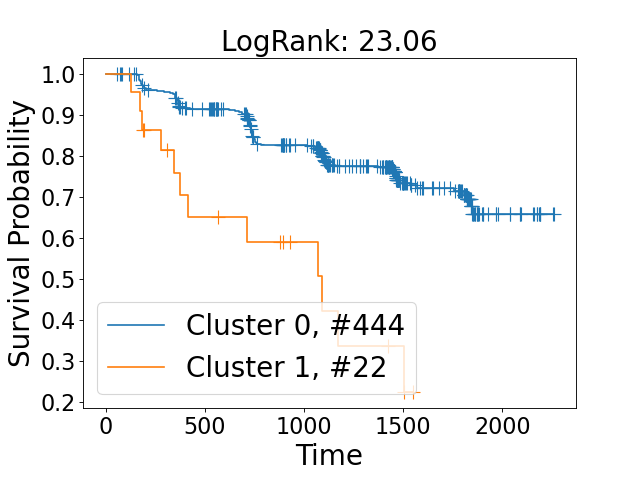 LogRank: 23.06
Survival Probability
1.0
0.9
0.8
0.7
0.6
0.5
0.4
0.3
0.2
Cluster 0, #444
Cluster 1, #22
0 500 1000 1500 2000
Time